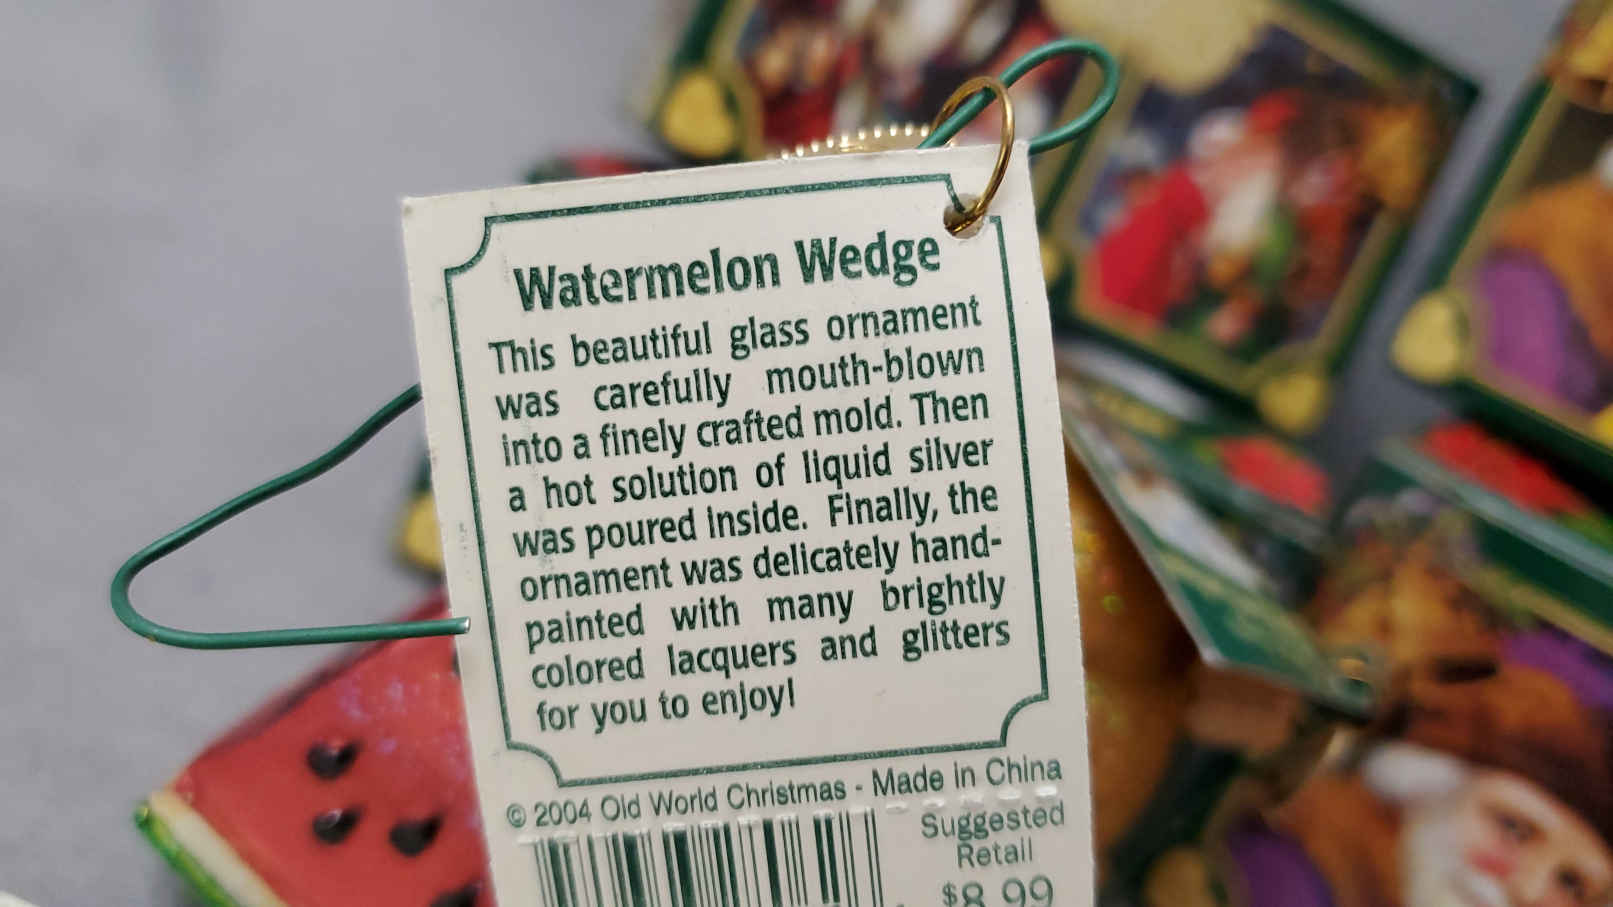 Watermelon Wedge
This beautiful glass ornament
was carefully mouth-blown
into a finely crafted mold. Then
a hot solution of liquid silver
was poured inside. Finally, the
ornament was delicately hand-
painted with many brightly
colored lacquers and glitters
for you to enjoy!
© 2004 Old World Christmas - Made in China
Suggested
Retail
$8.99